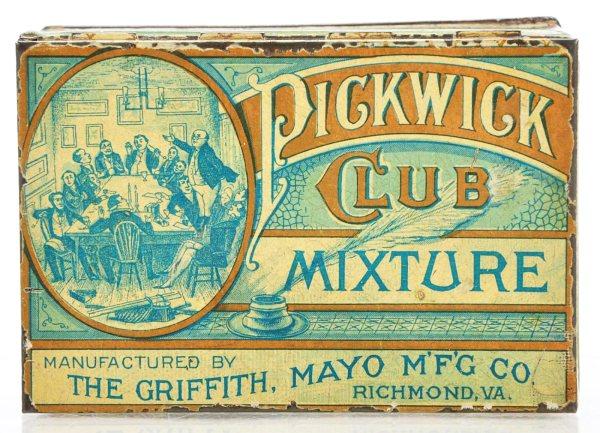 PICKWICK
CLUB
MIXTURE
MANUFACTURED BY
THE GRIFFITH, MAYO M'F'G CO.
RICHMOND, VA.